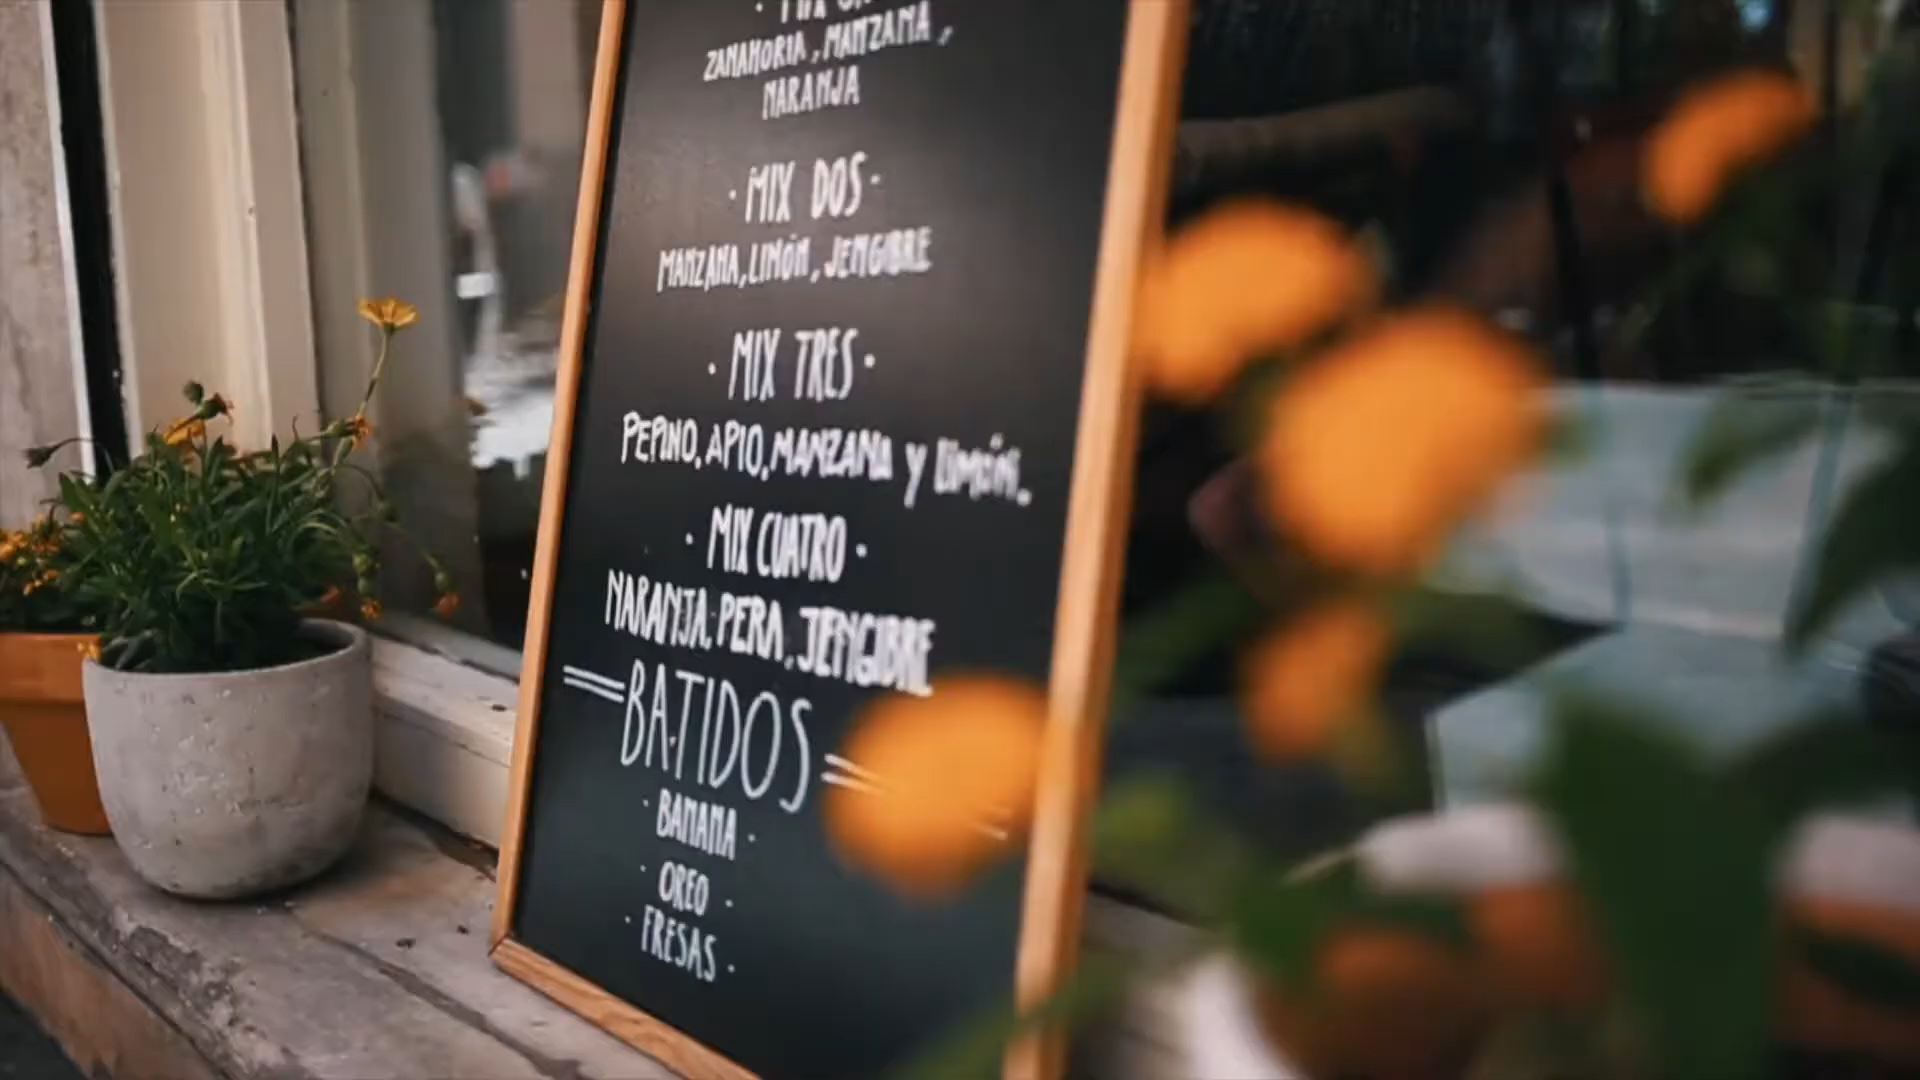 · MIX
ZANAHORIA, MANZANA,
NARANJA
· MIX DOS ·
MANZANA, LIMÓN, JENGIBRE
· MIX TRES ·
PEPINO, APIO, MANZANA y LIMÓN.
· MIX CUATRO ·
NARANJA, PERA, JENGIBRE
BATIDOS
· BANANA ·
· OREO ·
· FRESAS ·